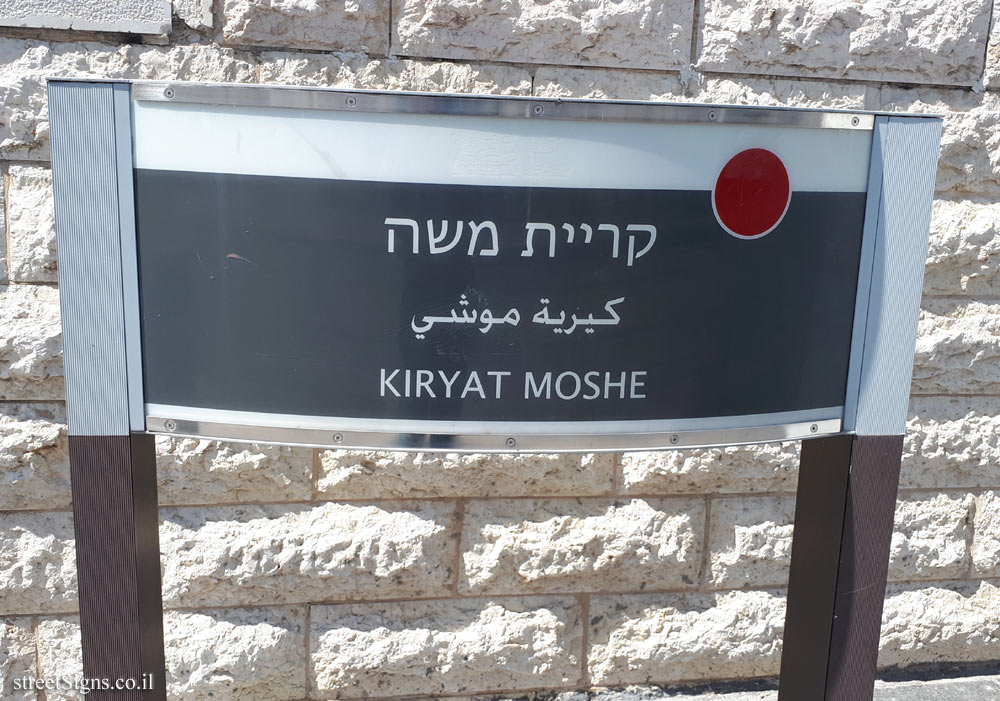 קריית משה
كيرية موشي
KIRYAT MOSHE
streetSigns.co.il